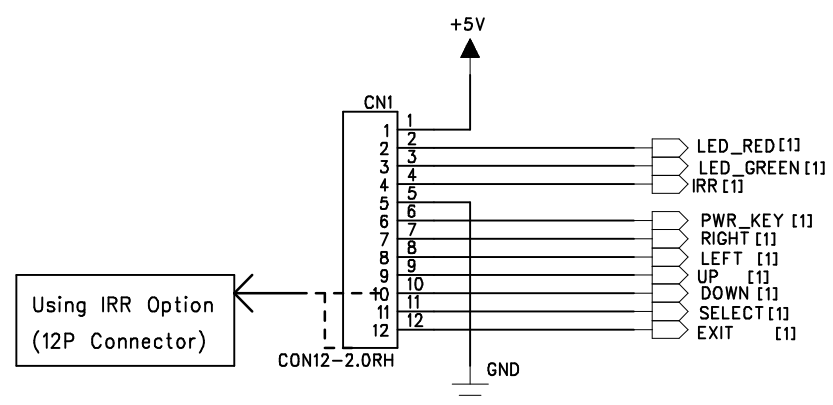 +5V
CN1
1 1
2 2 LED_RED[1]
3 3 LED_GREEN[1]
4 4 IRR[1]
5 5
6 6 PWR_KEY [1]
7 7 RIGHT [1]
8 8 LEFT [1]
9 9 UP [1]
10 10 DOWN [1]
11 11 SELECT[1]
12 12 EXIT [1]
Using IRR Option
(12P Connector)
CON12-2.0RH
GND